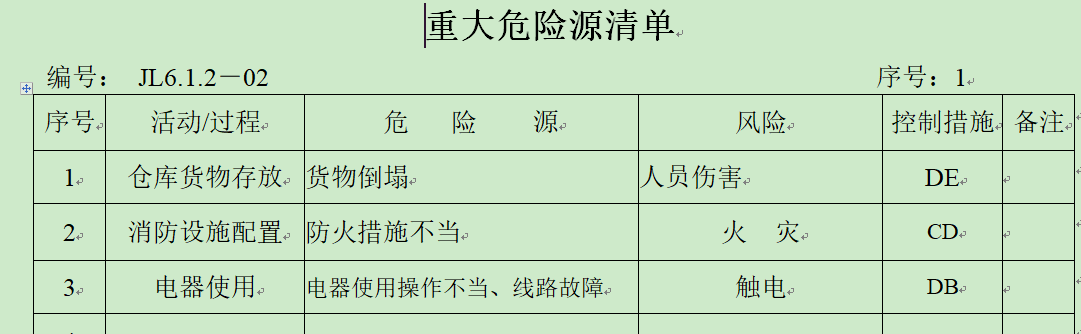 重大危险源清单
编号： JL6.1.2－02 序号：1
序号 活动/过程 危 险 源 风险 控制措施 备注
1 仓库货物存放 货物倒塌 人员伤害 DE
2 消防设施配置 防火措施不当 火 灾 CD
3 电器使用 电器使用操作不当、线路故障 触电 DB